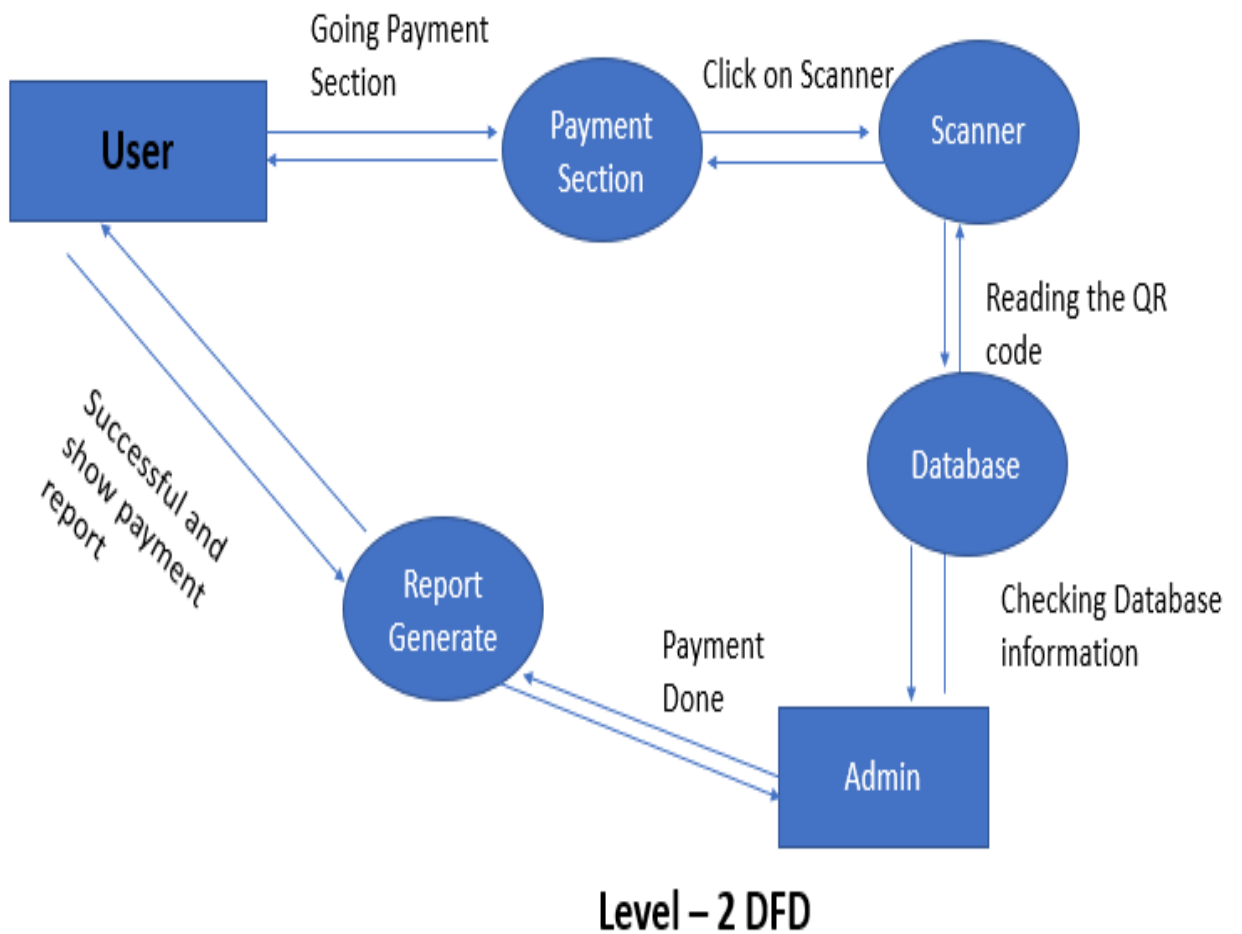 Going Payment
Section
User
Payment
Section
Click on Scanner
Scanner
Reading the QR
code
Database
Checking Database
information
Admin
Payment
Done
Report
Generate
Successful and
show payment
report
Level – 2 DFD